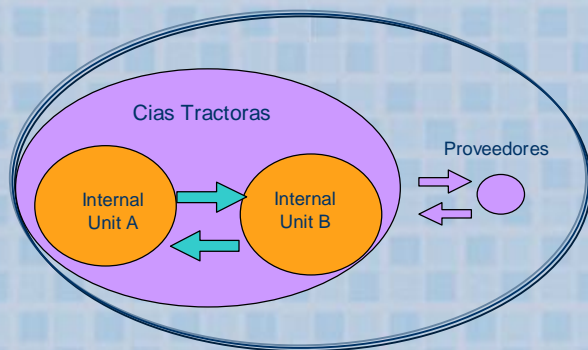 Cias Tractoras
Proveedores
Internal
Unit A
Internal
Unit B